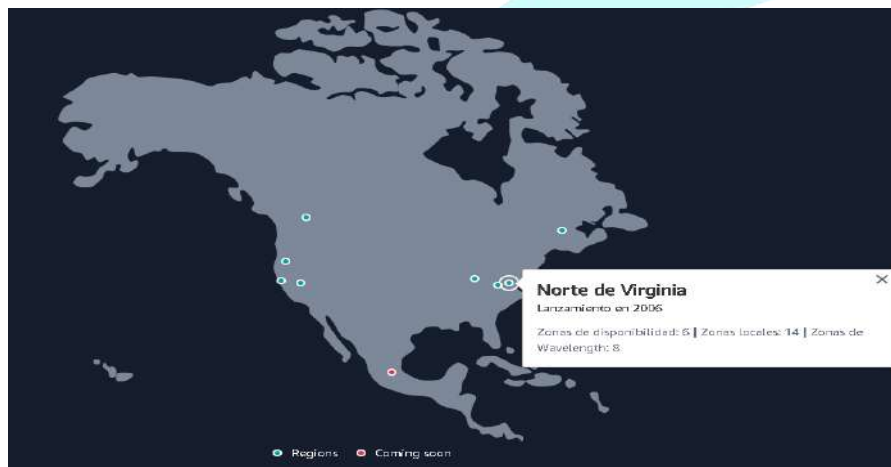 Norte de Virginia
Lanzamiento en 2006
Zonas de disponibilidad: 6 | Zonas locales: 14 | Zonas de
Wavelength: 8
Regions Coming soon